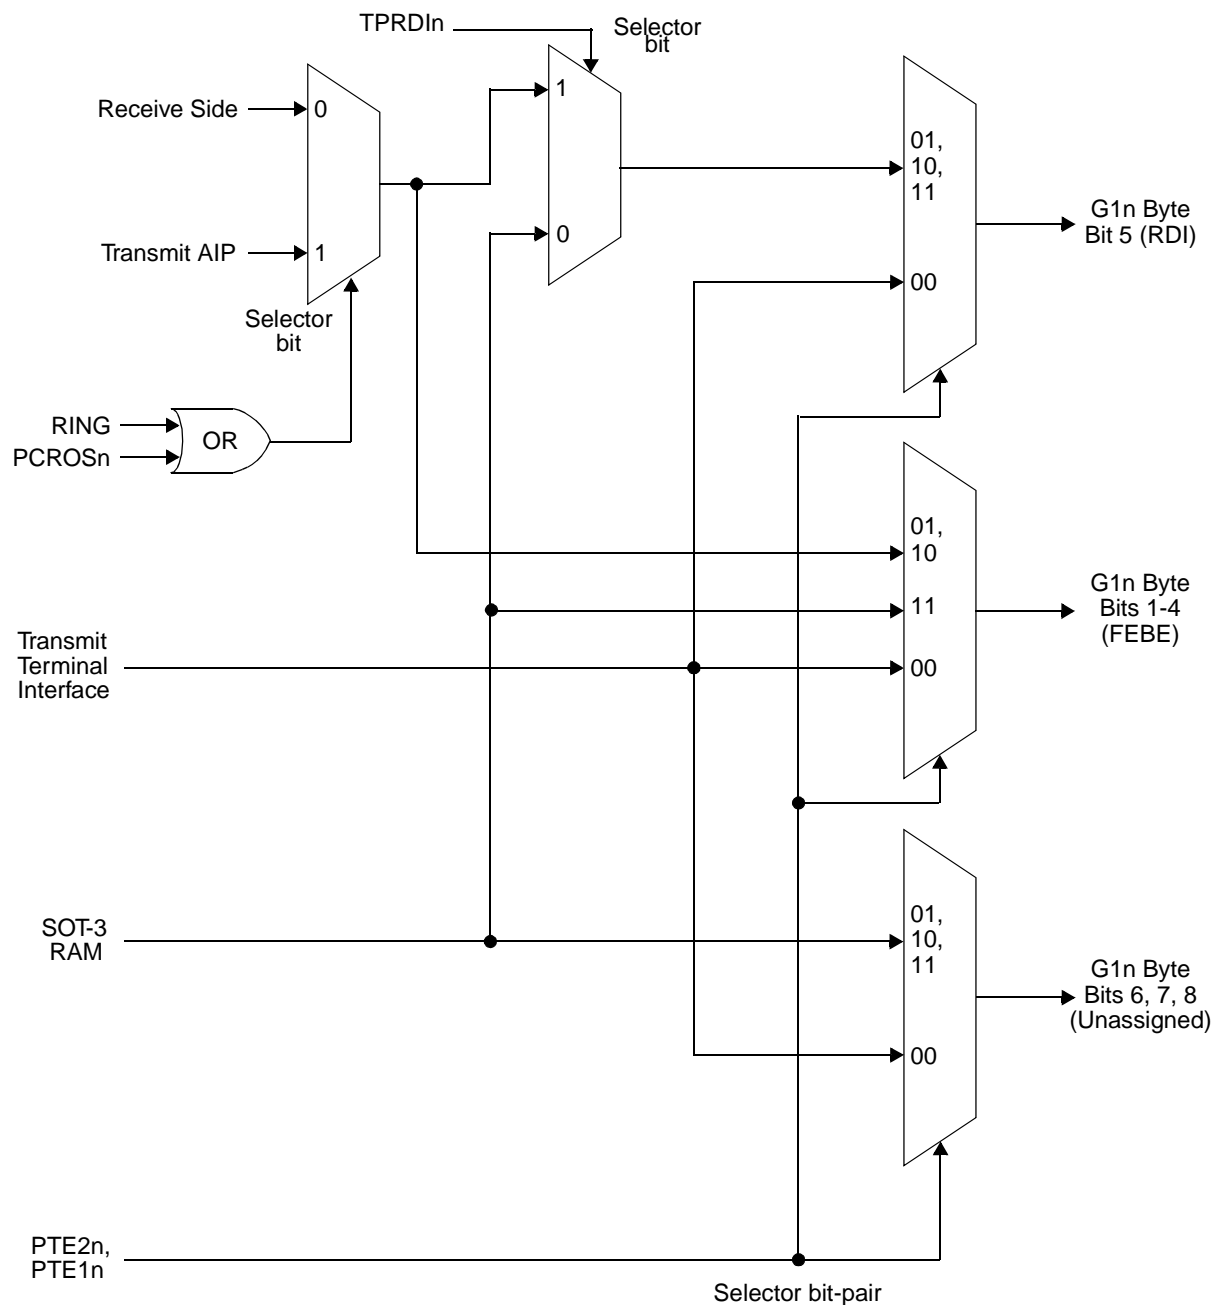 TPRDIn
Selector
bit
Receive Side
0
1
01,
10,
11
G1n Byte
Bit 5 (RDI)
Transmit AIP
1
0
00
Selector
bit
RING
OR
PCROSn
01,
10
11
00
G1n Byte
Bits 1-4
(FEBE)
Transmit
Terminal
Interface
SOT-3
RAM
01,
10,
11
00
G1n Byte
Bits 6, 7, 8
(Unassigned)
PTE2n,
PTE1n
Selector bit-pair